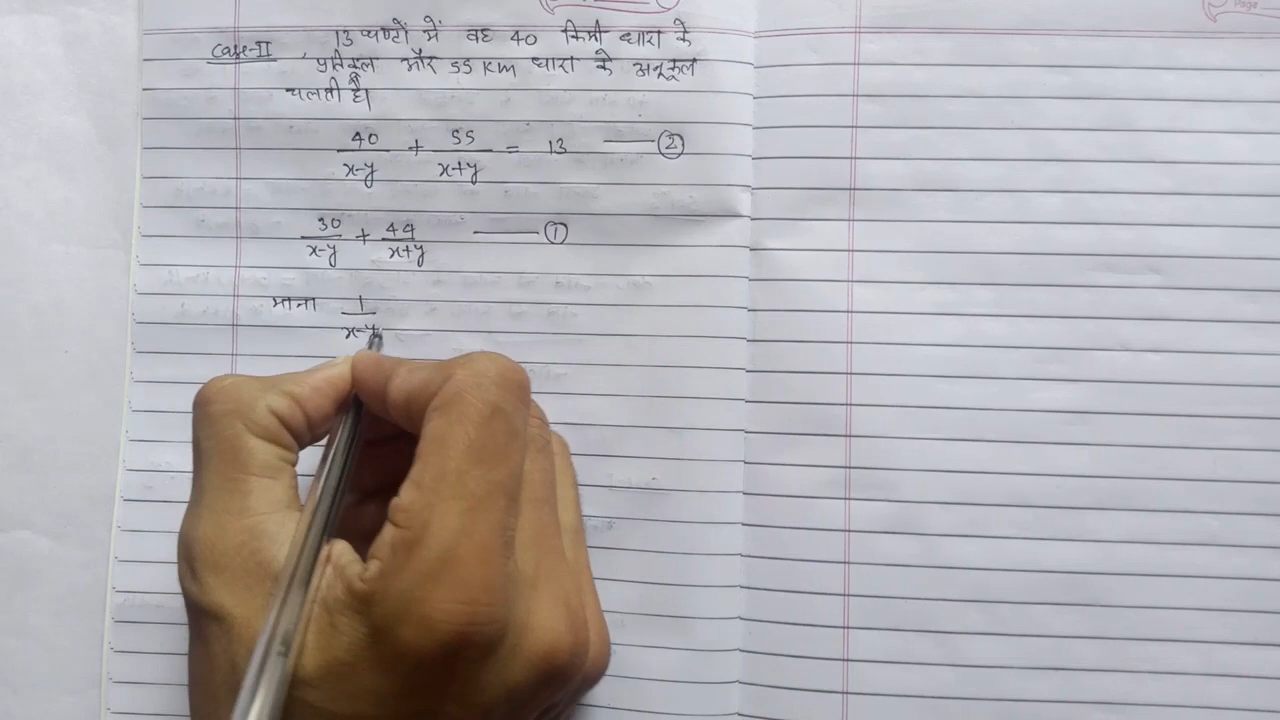 Page
Case-II , 13 घण्टों में वह 40 किमी धारा के
प्रतिकूल और 55 Km धारा के अनुकूल
चलती है।
40/(x-y) + 55/(x+y) = 13 —— ②
30/(x-y) + 44/(x+y) —— ①
माना 1/(x-y)